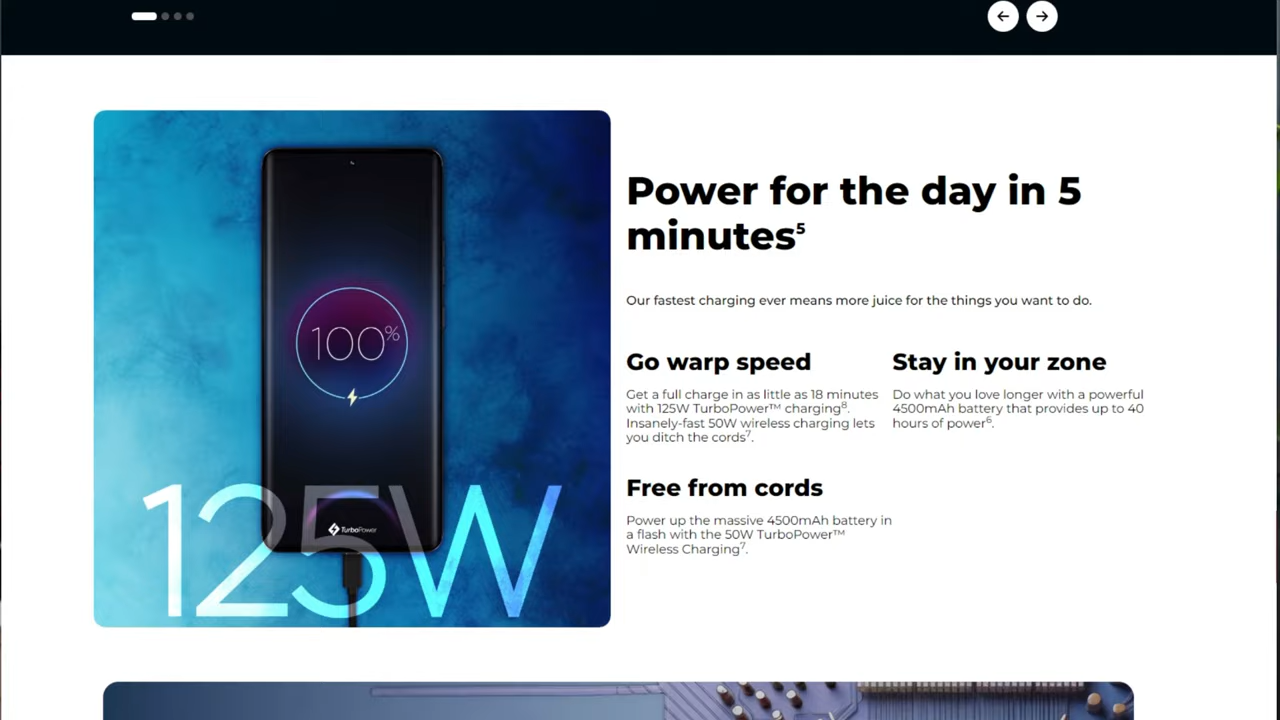 Power for the day in 5
minutes⁵
Our fastest charging ever means more juice for the things you want to do.
Go warp speed
Get a full charge in as little as 18 minutes
with 125W TurboPower™ charging⁸.
Insanely-fast 50W wireless charging lets
you ditch the cords⁷.
Stay in your zone
Do what you love longer with a powerful
4500mAh battery that provides up to 40
hours of power⁶.
Free from cords
Power up the massive 4500mAh battery in
a flash with the 50W TurboPower™
Wireless Charging⁷.
100%
TurboPower
125W